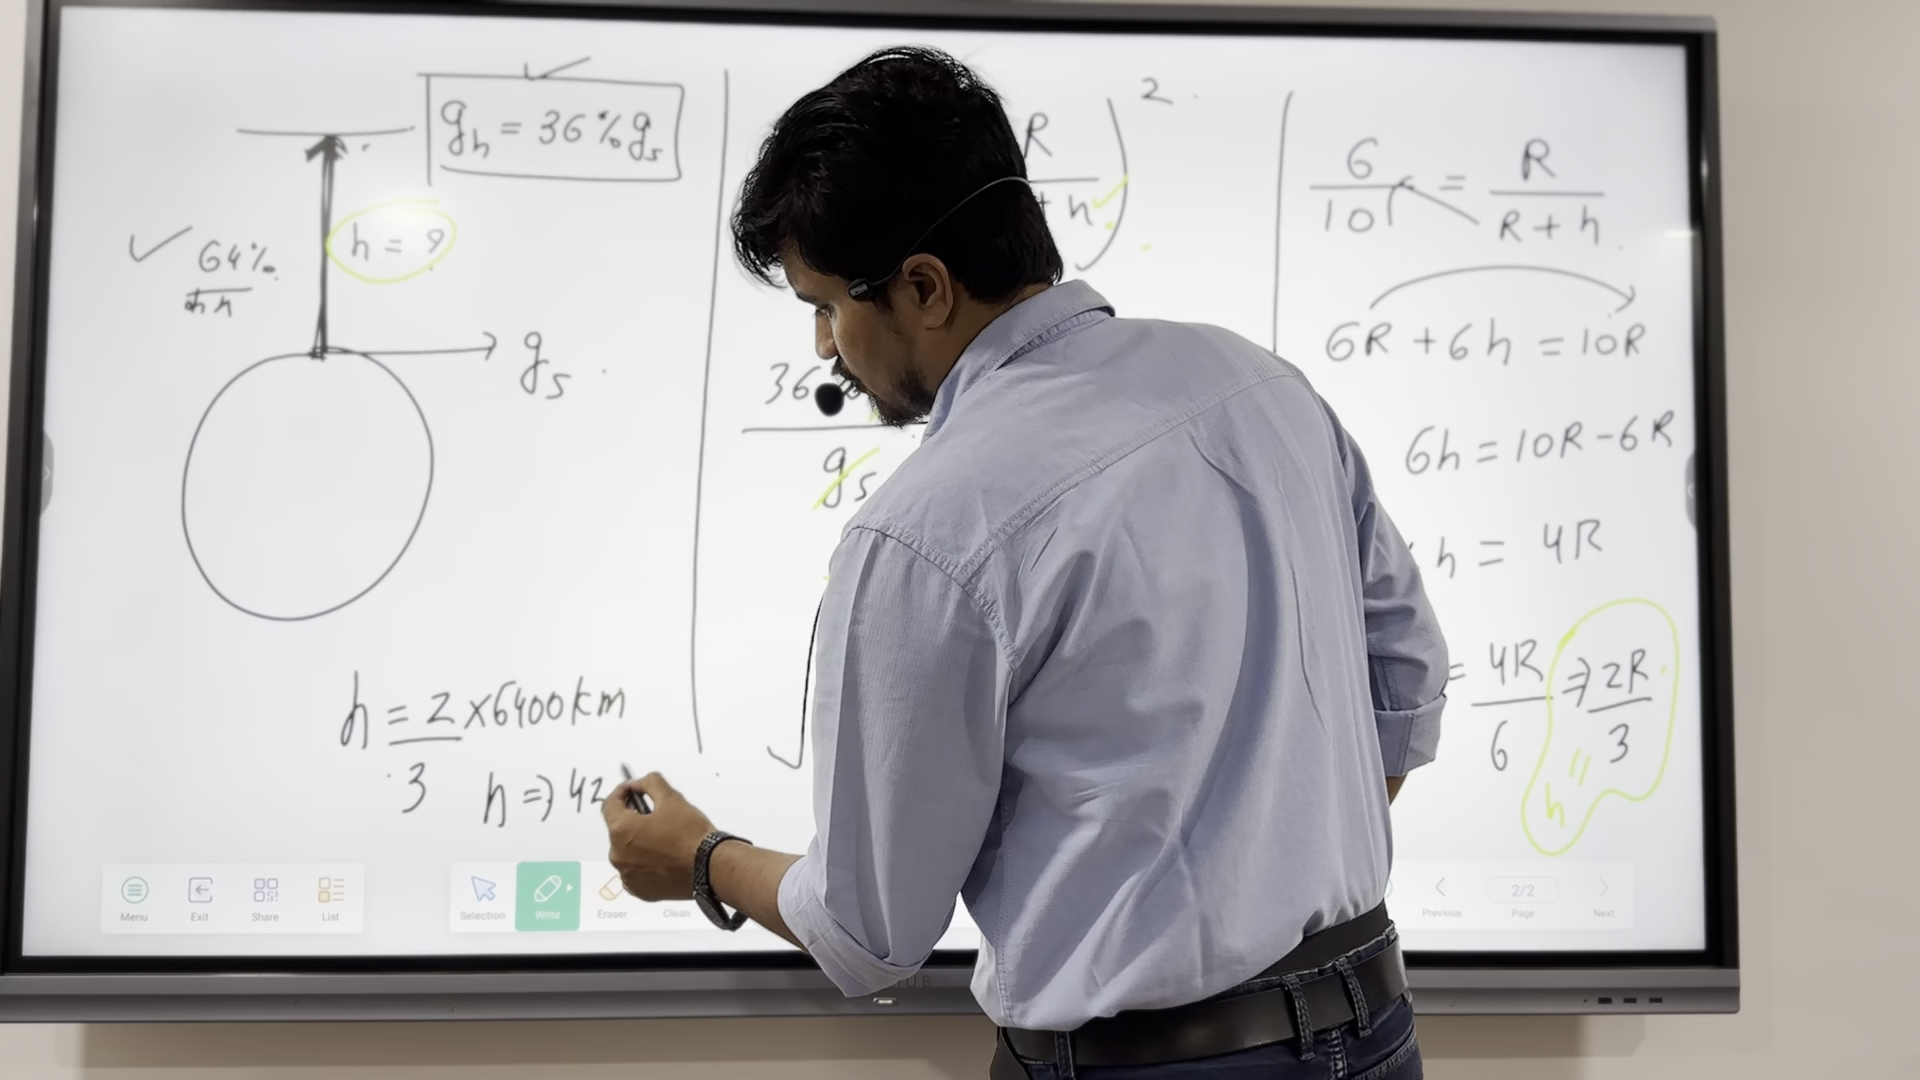 gh = 36% gs
64%
h = ?
gs
h = 2 × 6400 km
3
h ⇒ 42
2
R
+ h
36
gs
6 = R
10 R + h
6R + 6h = 10R
6h = 10R - 6R
h = 4R
= 4R ⇒ 2R
6 3
h "
Menu Exit Share List Selection Write Eraser Clean Previous 2/2 Page Next